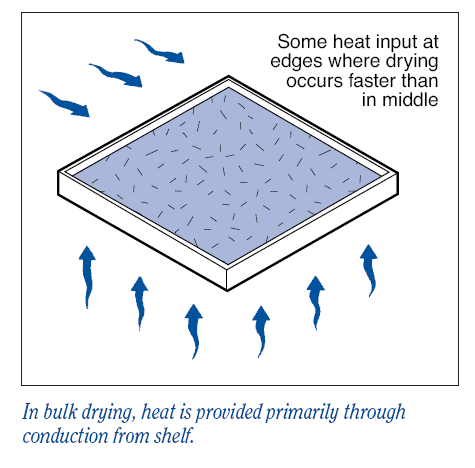 Some heat input at
edges where drying
occurs faster than
in middle
In bulk drying, heat is provided primarily through
conduction from shelf.